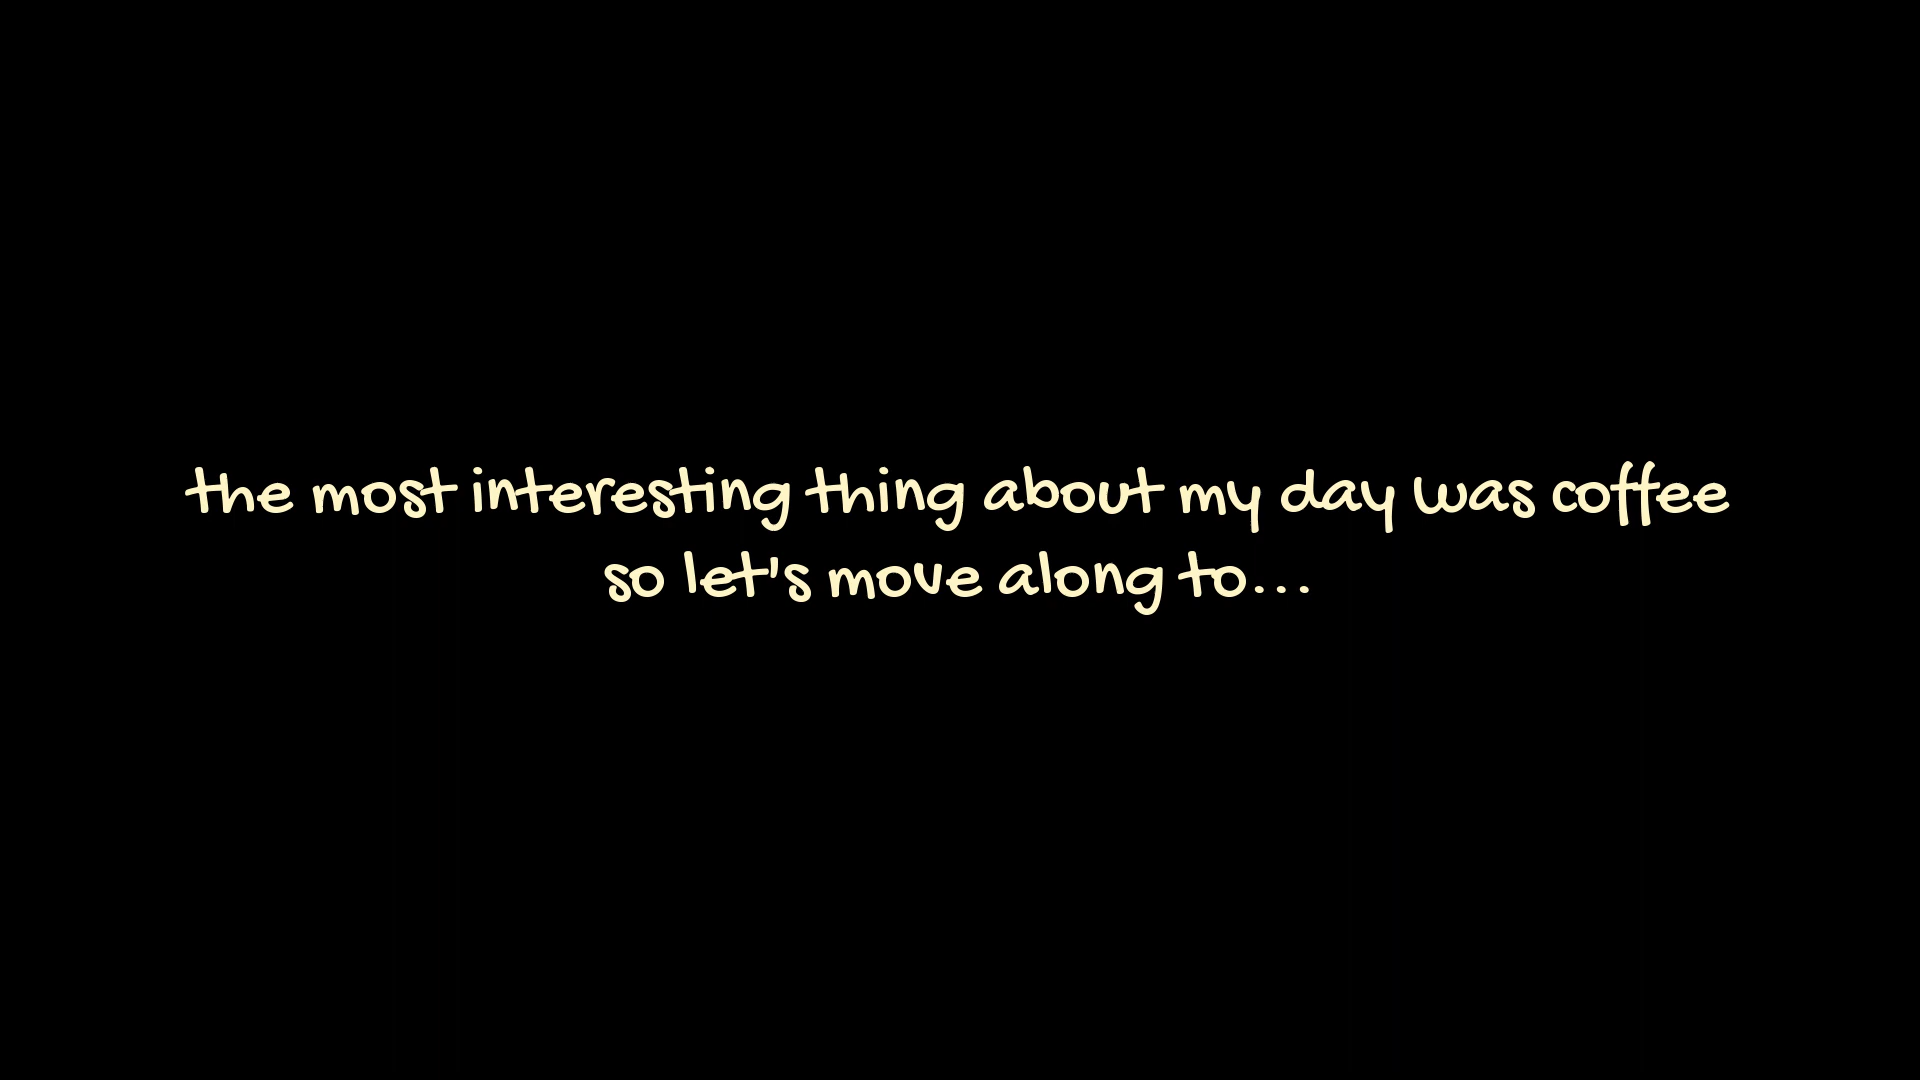 the most interesting thing about my day was coffee
so let's move along to...